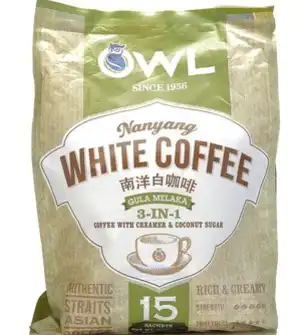 OWL
SINCE 1956
Nanyang
WHITE COFFEE
南洋白咖啡
GULA MELAKA
3-IN-1
COFFEE WITH CREAMER & COCONUT SUGAR
AUTHENTIC
STRAITS
ASIAN
RICH & CREAMY
15
SACHETS